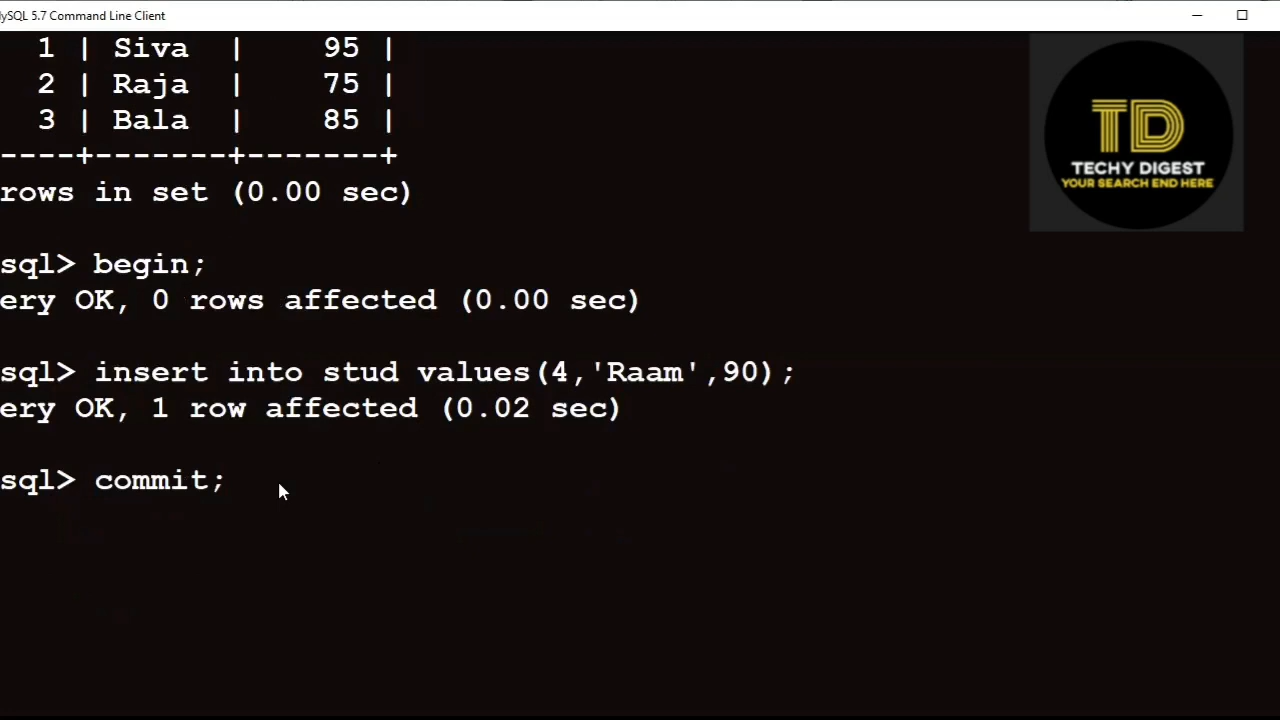 ySQL 5.7 Command Line Client
1 | Siva | 95 |
2 | Raja | 75 |
3 | Bala | 85 |
----+-------+-------+
rows in set (0.00 sec)
sql> begin;
ery OK, 0 rows affected (0.00 sec)
sql> insert into stud values(4,'Raam',90);
ery OK, 1 row affected (0.02 sec)
sql> commit;
TD
TECHY DIGEST
YOUR SEARCH END HERE